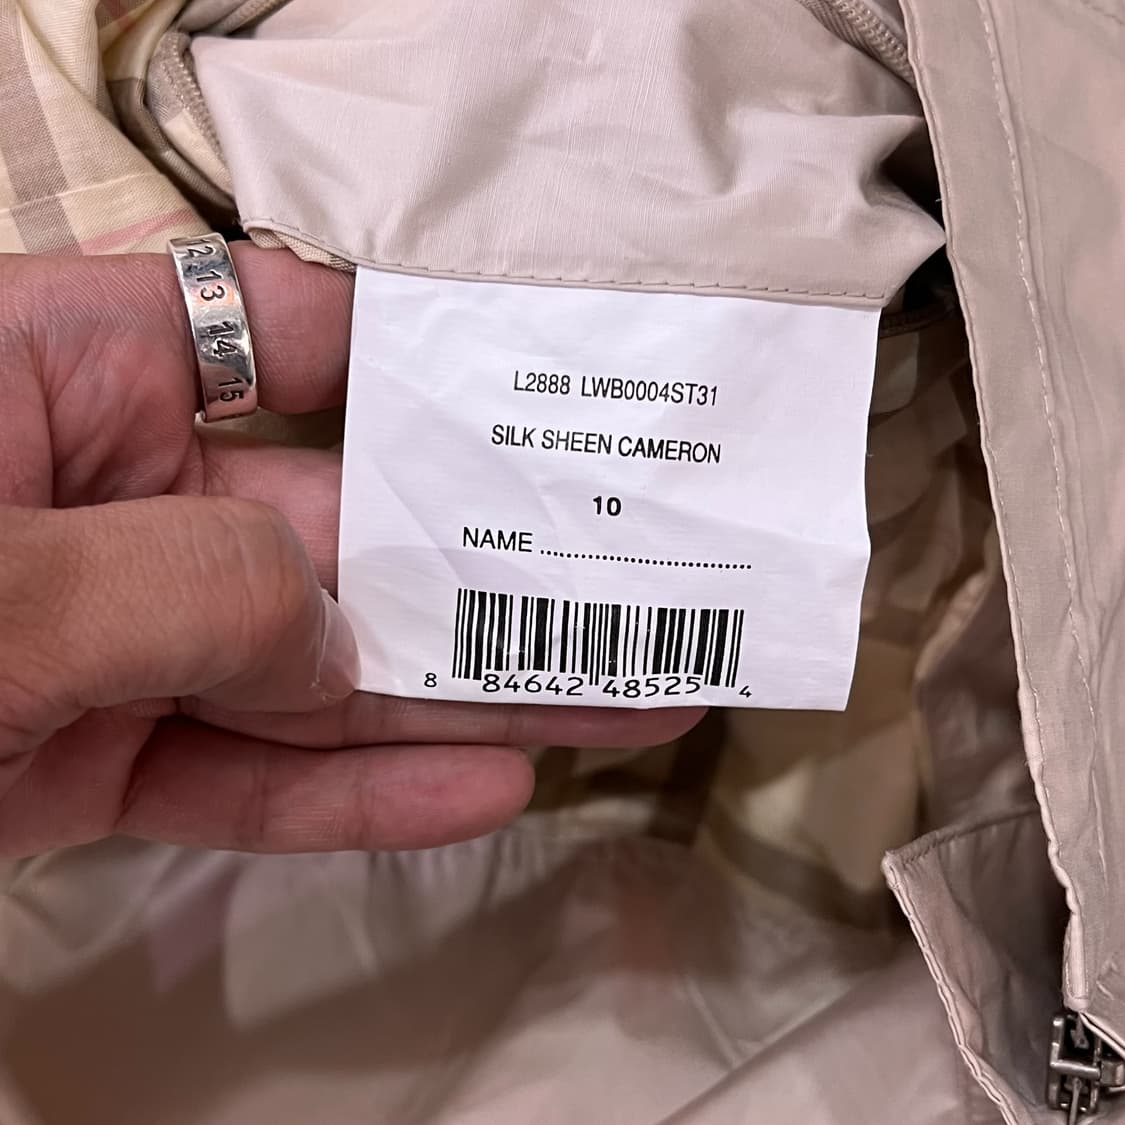 12 13 14 15
L2888 LWB0004ST31
SILK SHEEN CAMERON
10
NAME ..................................
8 84642 48525 4